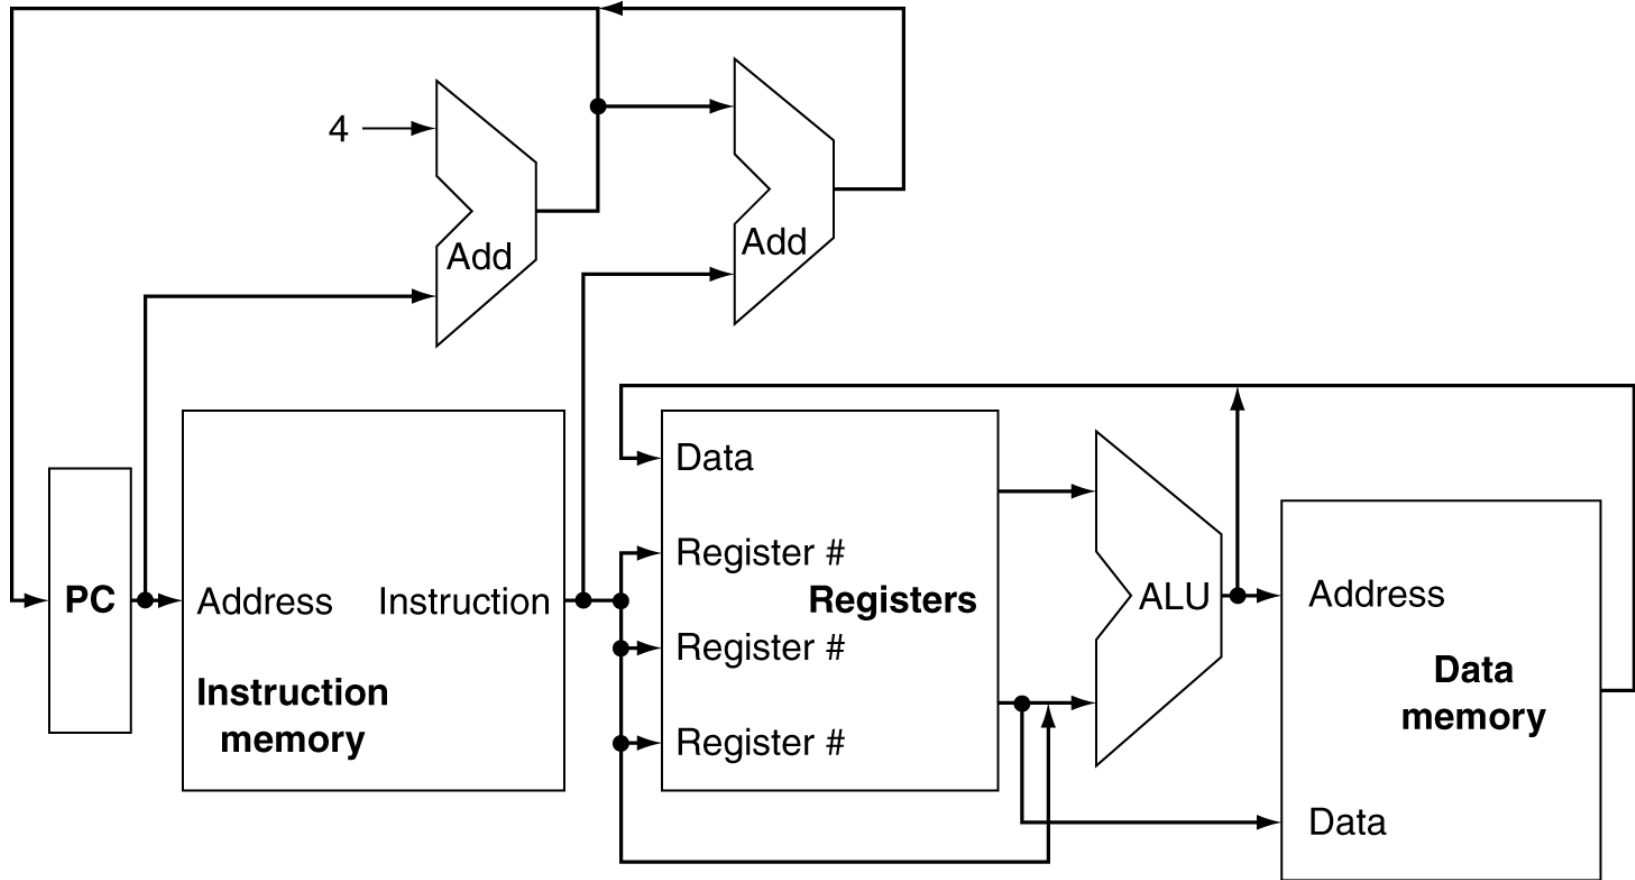 4
Add
Add
Data
Register #
PC
Address
Instruction
Registers
ALU
Address
Register #
Instruction
memory
Data
memory
Register #
Data